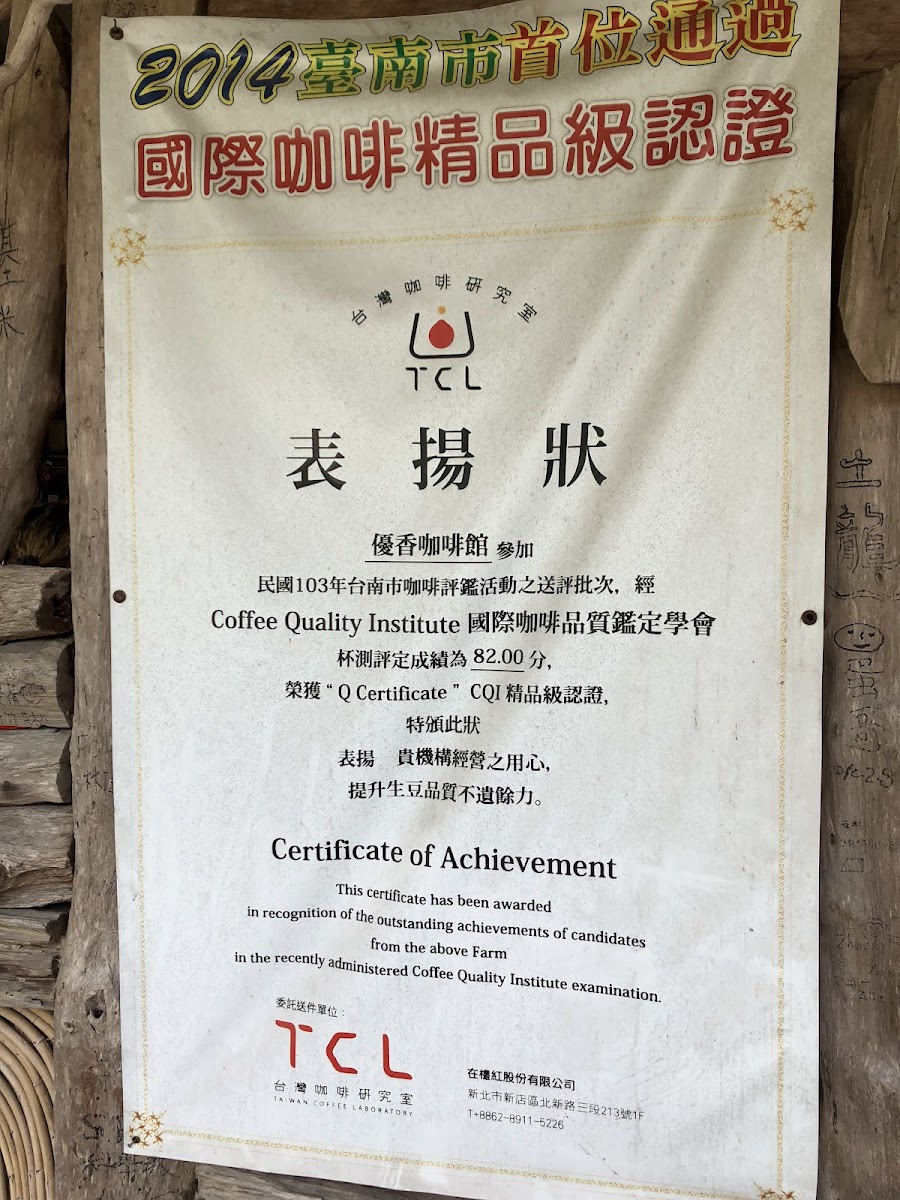 2014臺南市首位通過
國際咖啡精品級認證
台灣咖啡研究室
TCL
表揚狀
優香咖啡館 參加
民國103年台南市咖啡評鑑活動之送評批次, 經
Coffee Quality Institute 國際咖啡品質鑑定學會
杯測評定成績為 82.00 分,
榮獲 “ Q Certificate ” CQI 精品級認證,
特頒此狀
表揚 貴機構經營之用心,
提升生豆品質不遺餘力。
Certificate of Achievement
This certificate has been awarded
in recognition of the outstanding achievements of candidates
from the above Farm
in the recently administered Coffee Quality Institute examination.
委託送件單位:
TCL
台灣咖啡研究室
TAIWAN COFFEE LABORATORY
在欉紅股份有限公司
新北市新店區北新路三段213號1F
T+8862-8911-5226
土龍